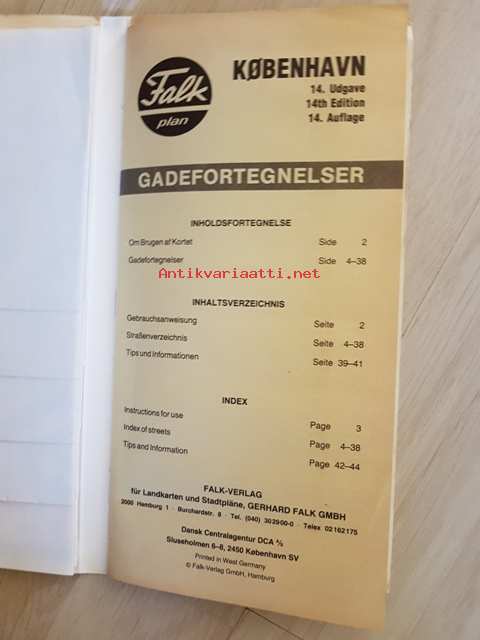 Falk
plan
KØBENHAVN
14. Udgave
14th Edition
14. Auflage
GADEFORTEGNELSER
INHOLDSFORTEGNELSE
Om Brugen af Kortet Side 2
Gadefortegnelser Side 4–38
Antikvariaatti.net
INHALTSVERZEICHNIS
Gebrauchsanweisung Seite 2
Straßenverzeichnis Seite 4–38
Tips und Informationen Seite 39–41
INDEX
Instructions for use Page 3
Index of streets Page 4–38
Tips and Information Page 42–44
FALK-VERLAG
für Landkarten und Stadtpläne, GERHARD FALK GMBH
2000 Hamburg 1 · Burchardstr. 8 · Tel. (040) 303900-0 · Telex 02162175
Dansk Centralagentur DCA A/S
Sluseholmen 6–8, 2450 København SV
Printed in West Germany
© Falk-Verlag GmbH, Hamburg